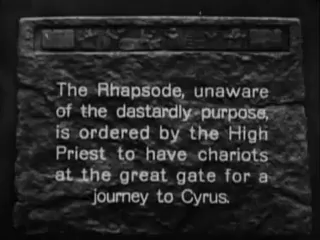 The Rhapsode, unaware
of the dastardly purpose,
is ordered by the High
Priest to have chariots
at the great gate for a
journey to Cyrus.